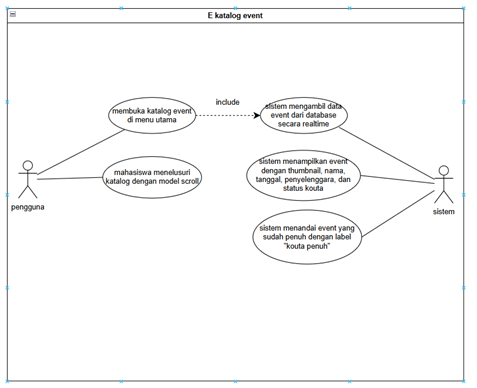 E katalog event
membuka katalog event
di menu utama
include
sistem mengambil data
event dari database
secara realtime
mahasiswa menelusuri
katalog dengan model scroll
sistem menampilkan event
dengan thumbnail, nama,
tanggal, penyelenggara, dan
status kouta
pengguna
sistem
sistem menandai event yang
sudah penuh dengan label
"kouta penuh"